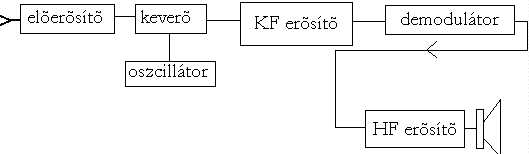 előerősítő
keverő
KF erősítő
demodulátor
oszcillátor
HF erősítő